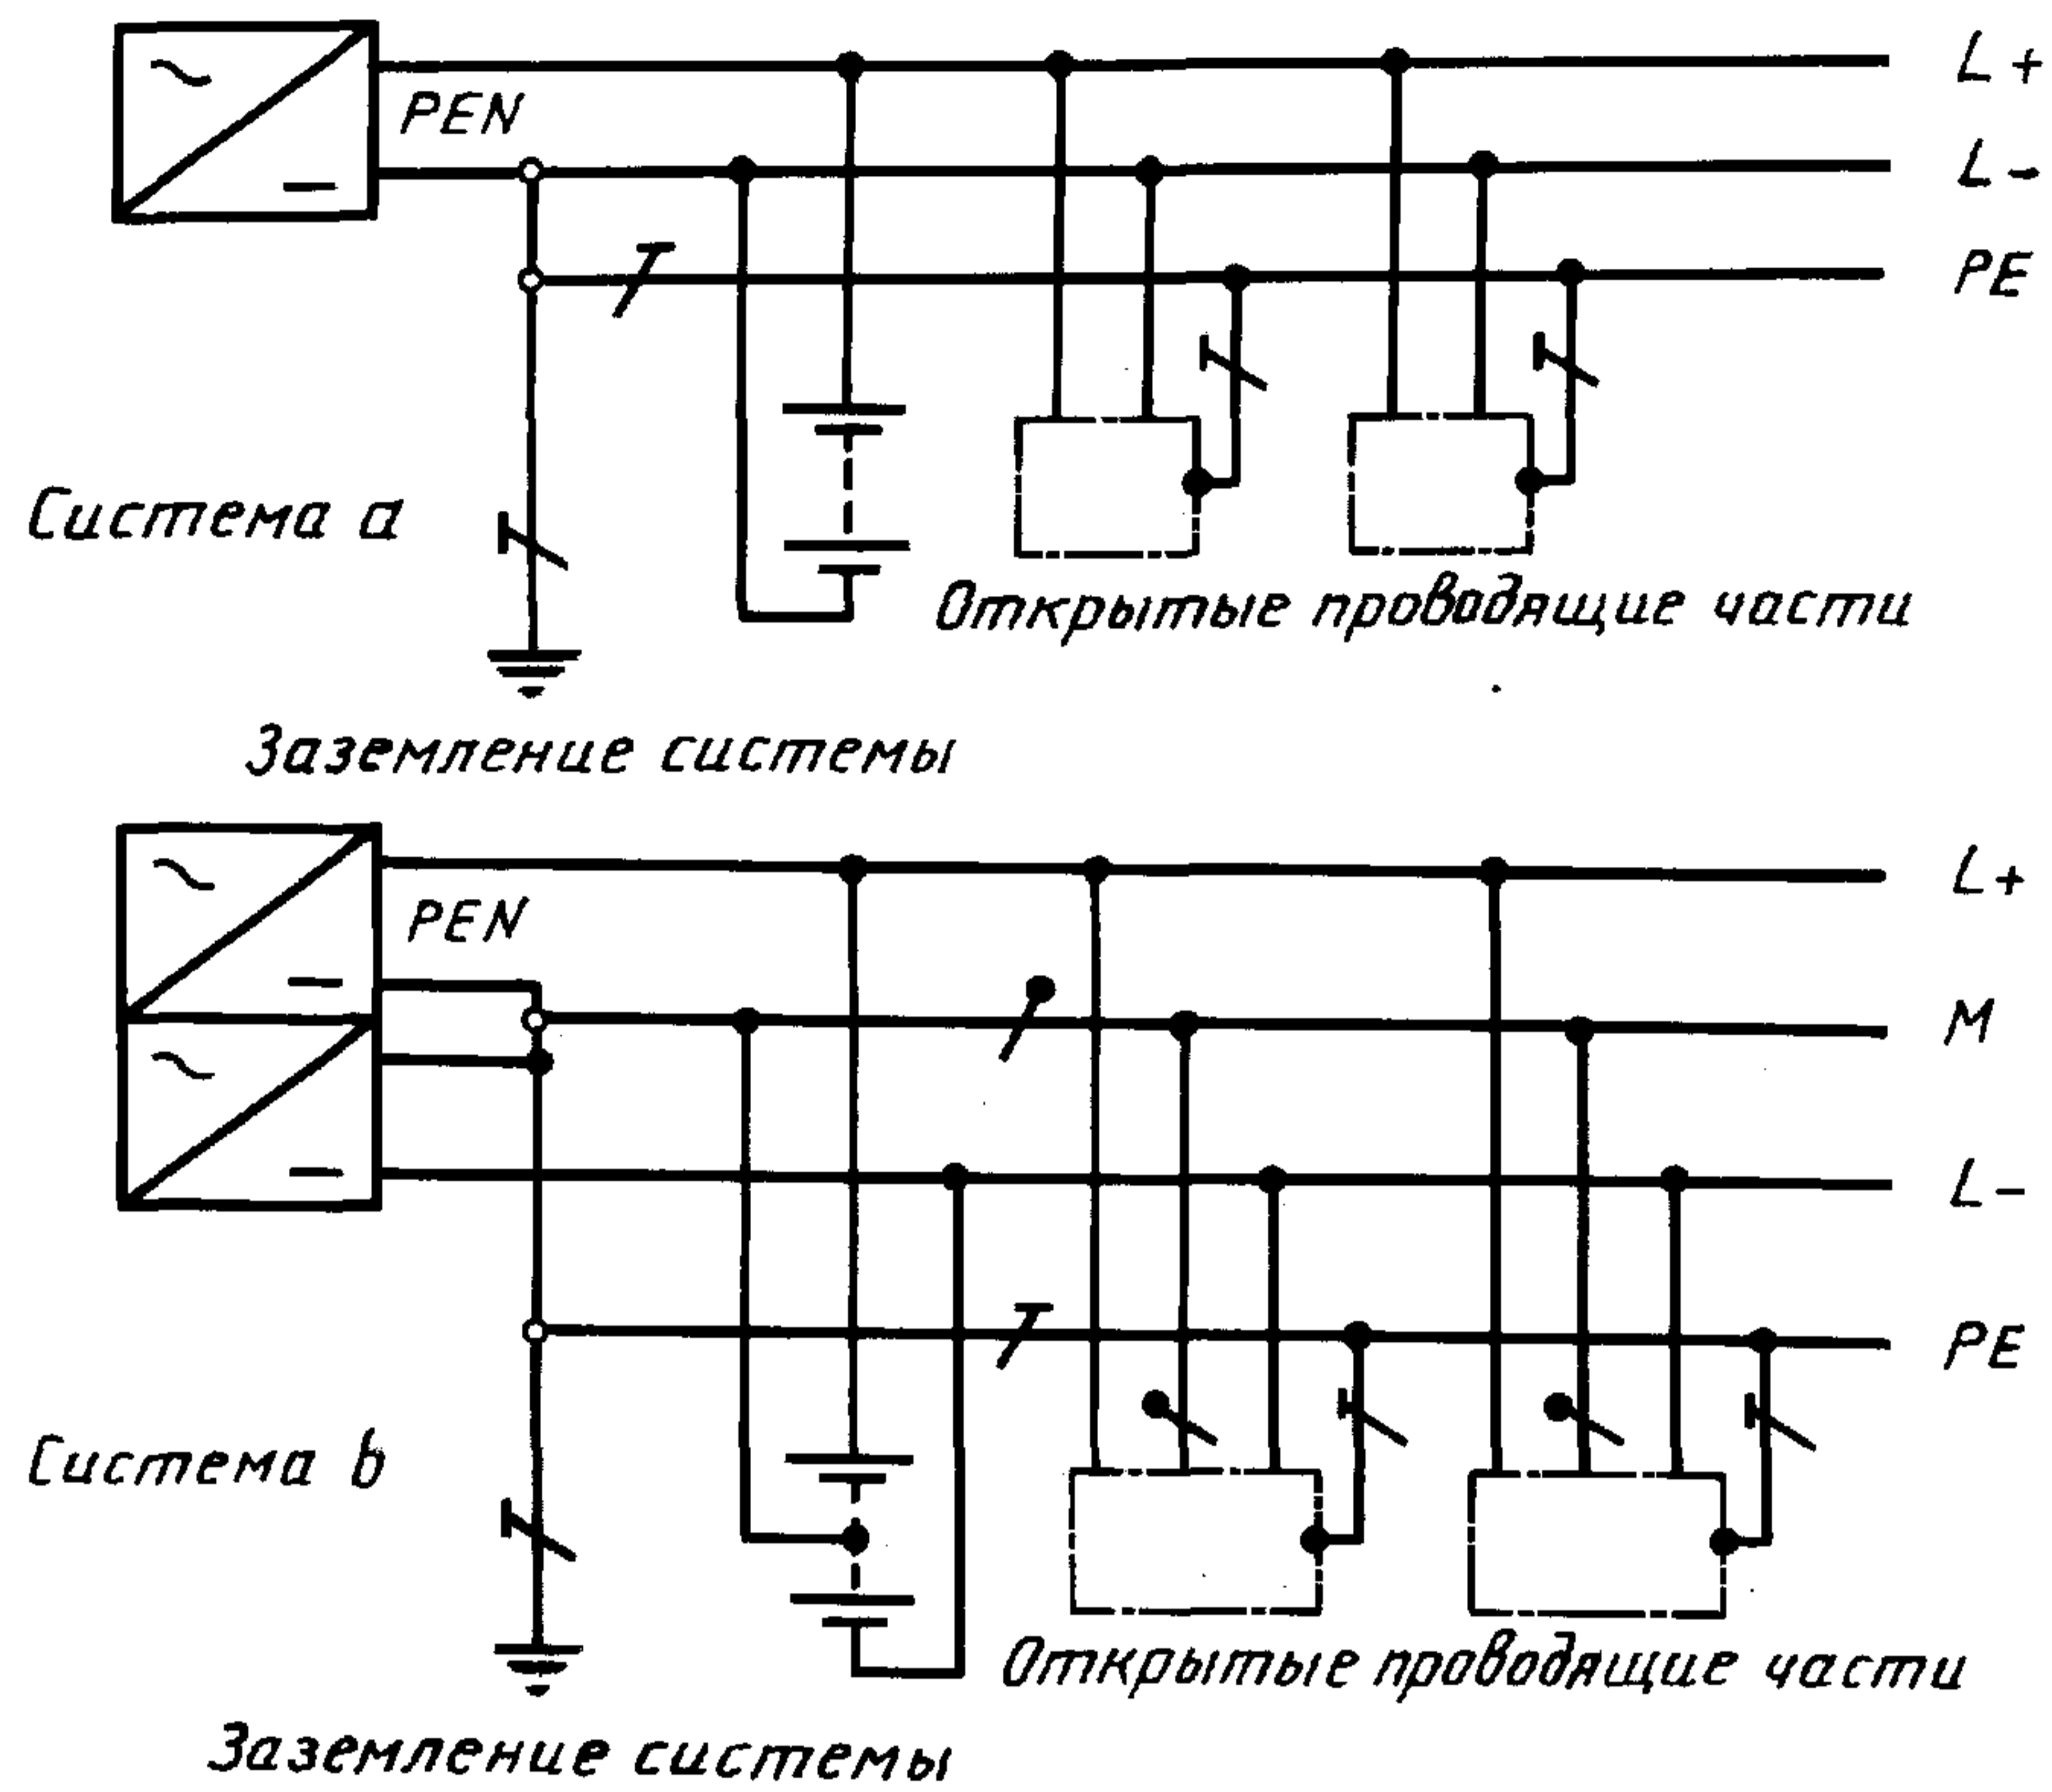 L+
PEN
L-
PE
Система a
Открытые проводящие части
Заземление системы
L+
PEN
M
L-
PE
Система b
Открытые проводящие части
Заземление системы